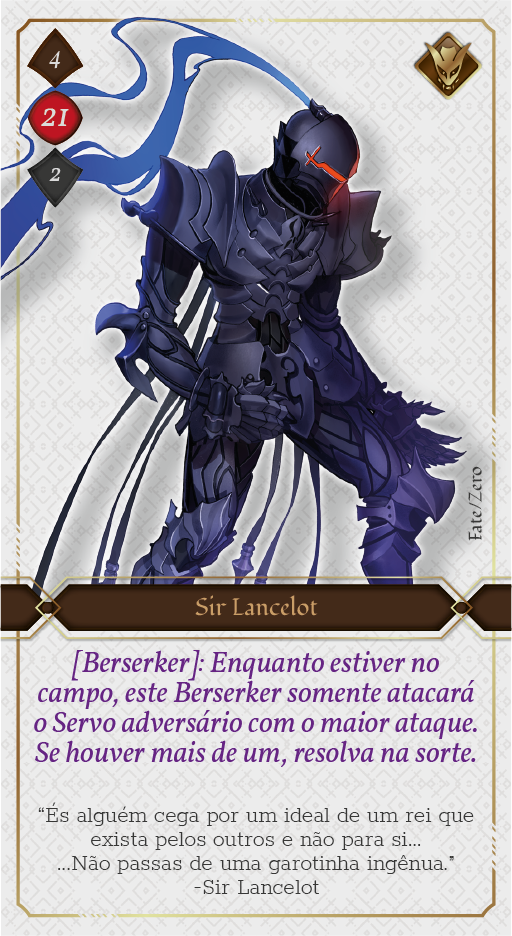 4
21
2
Fate/Zero
Sir Lancelot
[Berserker]: Enquanto estiver no
campo, este Berserker somente atacará
o Servo adversário com o maior ataque.
Se houver mais de um, resolva na sorte.
“És alguém cega por um ideal de um rei que
exista pelos outros e não para si...
...Não passas de uma garotinha ingênua.”
-Sir Lancelot